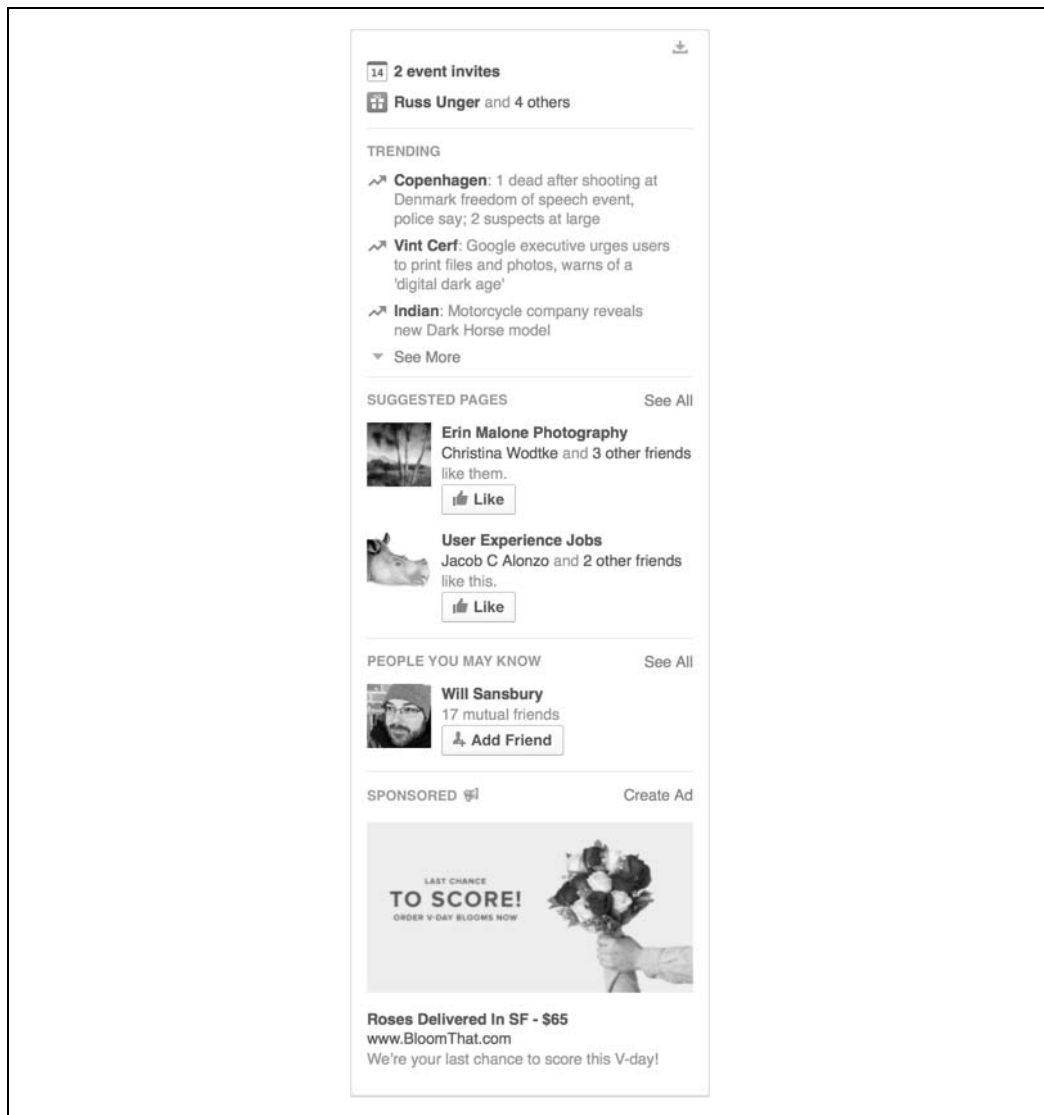 14 2 event invites
Russ Unger and 4 others
TRENDING
Copenhagen: 1 dead after shooting at
Denmark freedom of speech event,
police say; 2 suspects at large
Vint Cerf: Google executive urges users
to print files and photos, warns of a
'digital dark age'
Indian: Motorcycle company reveals
new Dark Horse model
See More
SUGGESTED PAGES See All
Erin Malone Photography
Christina Wodtke and 3 other friends
like them.
Like
User Experience Jobs
Jacob C Alonzo and 2 other friends
like this.
Like
PEOPLE YOU MAY KNOW See All
Will Sansbury
17 mutual friends
Add Friend
SPONSORED Create Ad
LAST CHANCE
TO SCORE!
ORDER V-DAY BLOOMS NOW
Roses Delivered In SF - $65
www.BloomThat.com
We're your last chance to score this V-day!